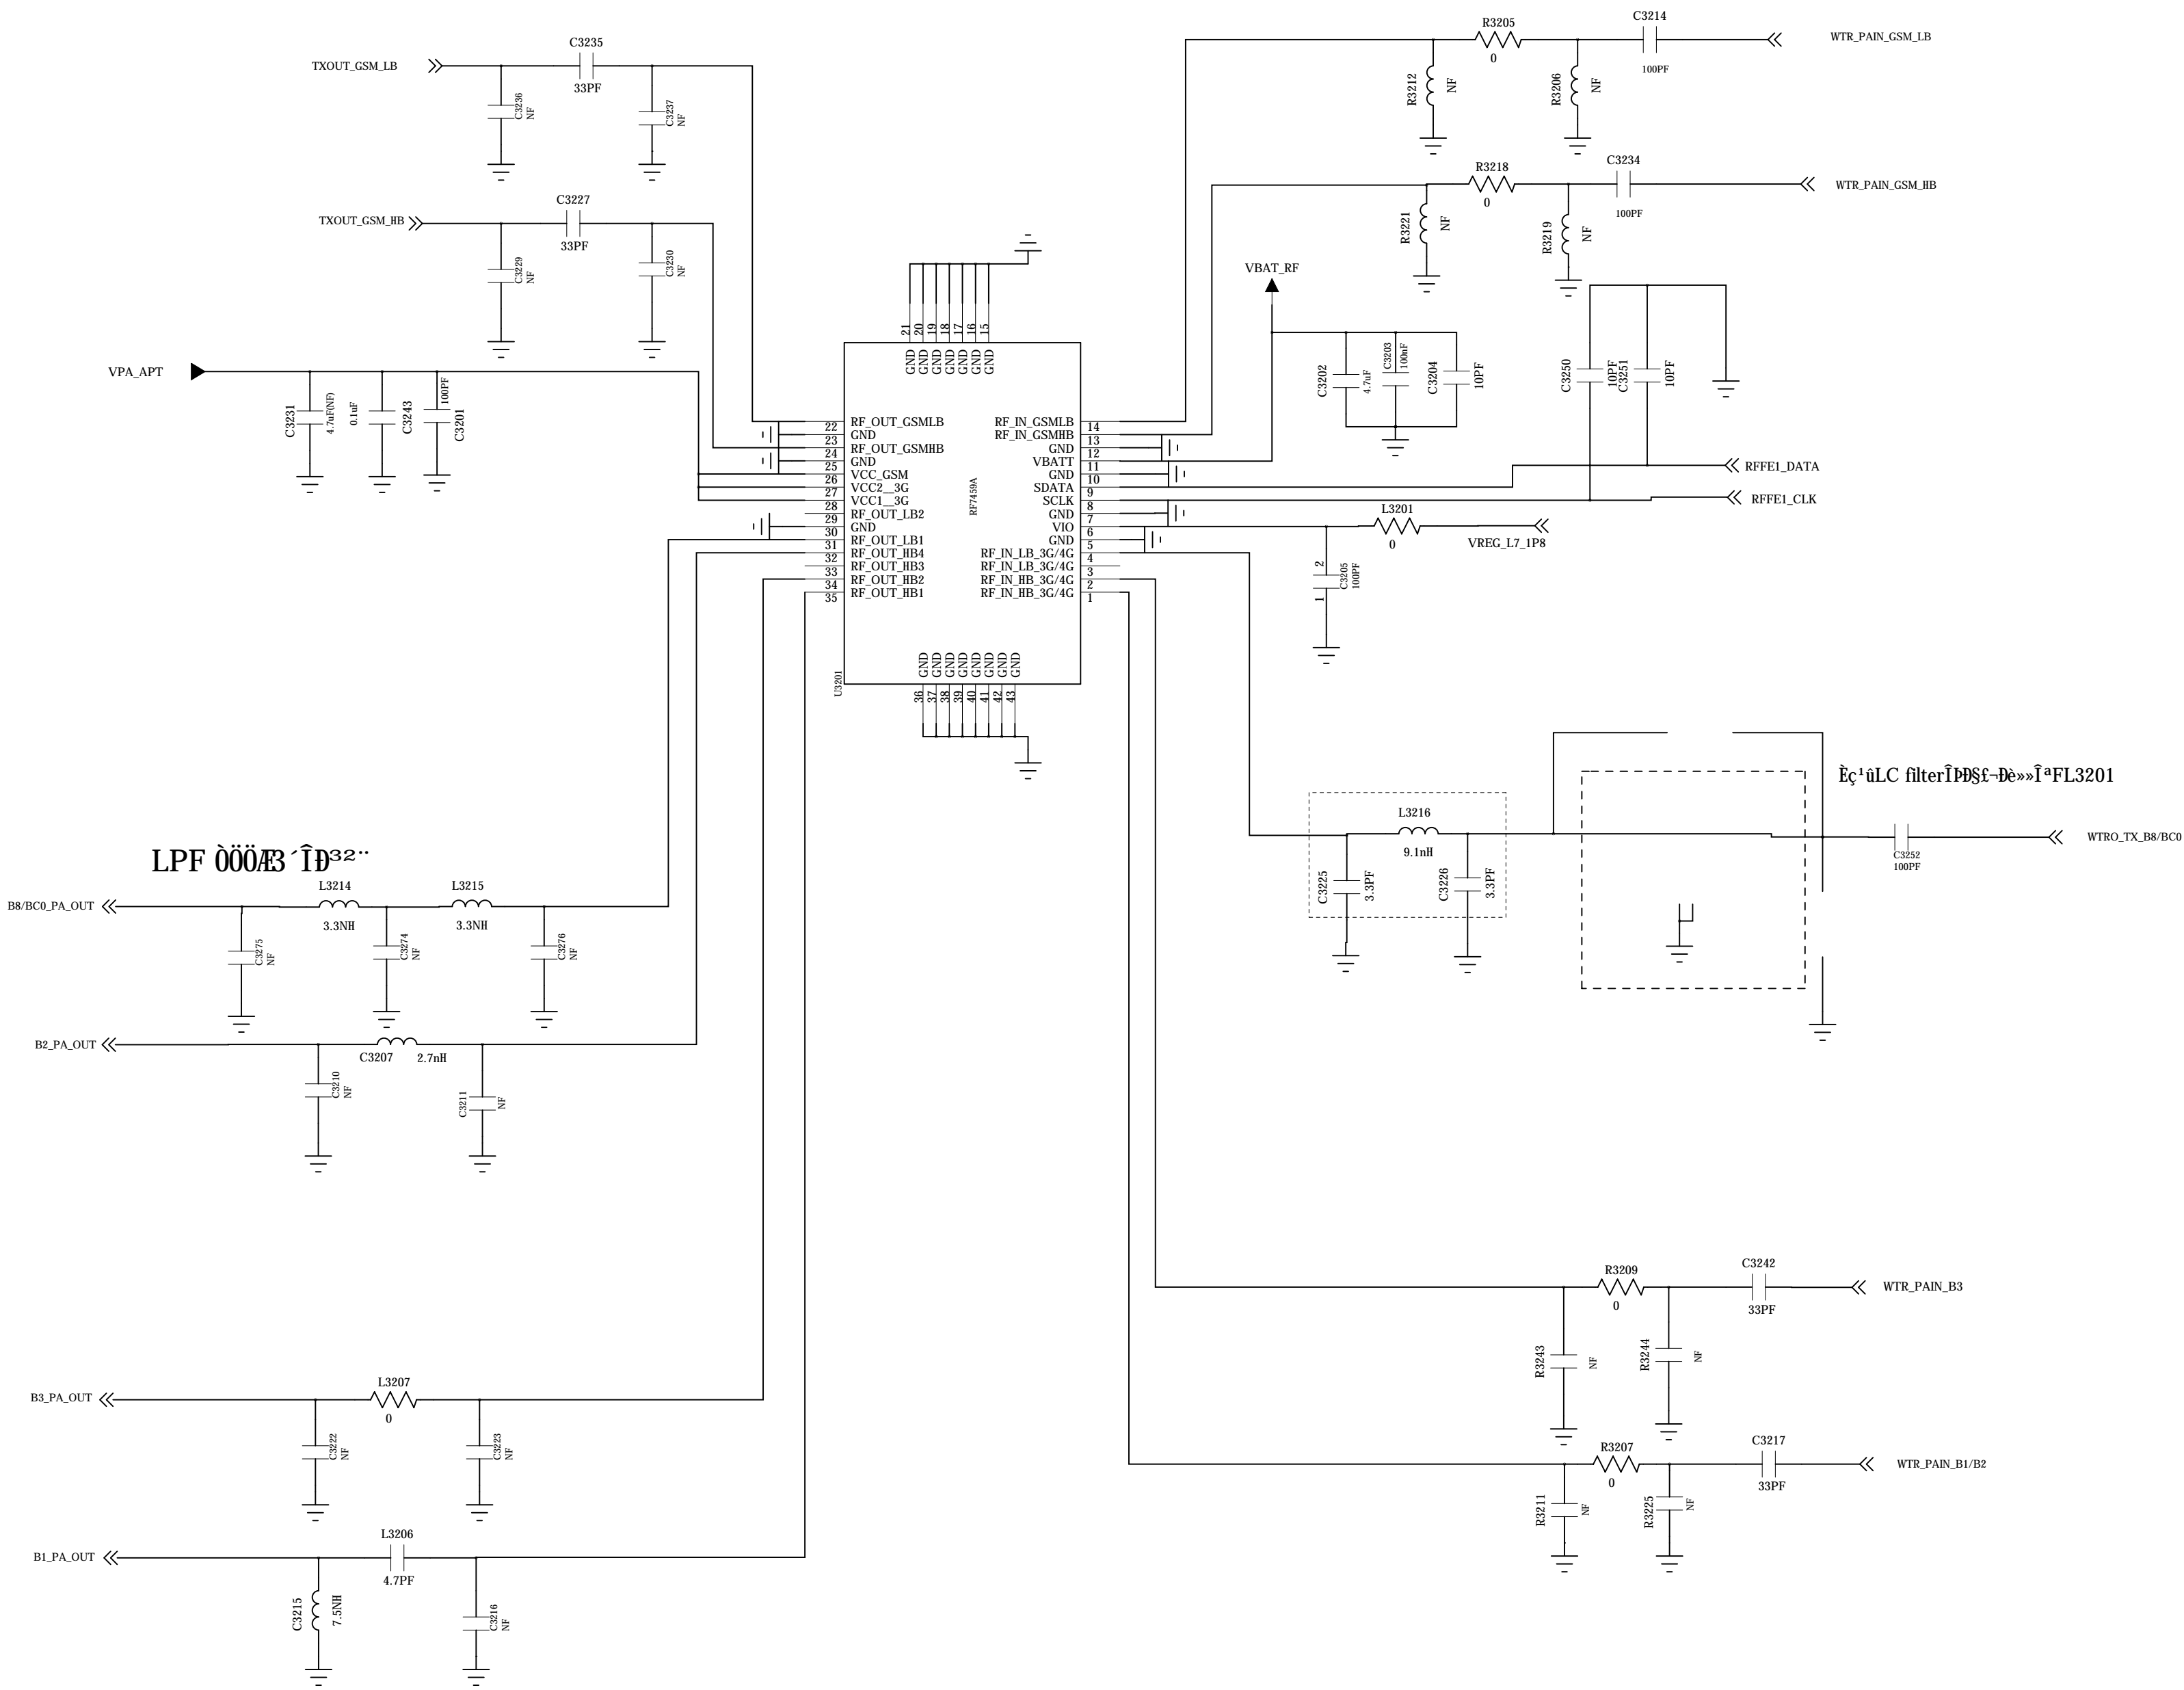 C3235
TXOUT_GSM_LB
33PF
C3236
NF
C3237
NF
C3227
TXOUT_GSM_HB
33PF
C3229
NF
C3230
NF
VPA_APT
C3231
4.7uF(NF)
0.1uF
C3243
100PF
C3201
R3205
0
C3214
100PF
WTR_PAIN_GSM_LB
R3212
NF
R3206
NF
R3218
0
C3234
100PF
WTR_PAIN_GSM_HB
R3221
NF
R3219
NF
VBAT_RF
C3202
4.7uF
C3203
100nF
C3204
10PF
C3250
10PF
C3251
10PF
RFFE1_DATA
RFFE1_CLK
L3201
0
VREG_L7_1P8
2
1
C3205
100PF
21 20 19 18 17 16 15
GND GND GND GND GND GND GND
22 RF_OUT_GSMLB
23 GND
24 RF_OUT_GSMHB
25 GND
26 VCC_GSM
27 VCC2__3G
28 VCC1__3G
29 RF_OUT_LB2
30 GND
31 RF_OUT_LB1
32 RF_OUT_HB4
33 RF_OUT_HB3
34 RF_OUT_HB2
35 RF_OUT_HB1
RF7459A
RF_IN_GSMLB 14
RF_IN_GSMHB 13
GND 12
VBATT 11
GND 10
SDATA 9
SCLK 8
GND 7
VIO 6
GND 5
RF_IN_LB_3G/4G 4
RF_IN_LB_3G/4G 3
RF_IN_HB_3G/4G 2
RF_IN_HB_3G/4G 1
GND GND GND GND GND GND GND GND
36 37 38 39 40 41 42 43
U3201
L3216
9.1nH
C3225
3.3PF
C3226
3.3PF
Èç¹ûLC filterÎÞÐ§£¬Ðè»»ÎªFL3201
C3252
100PF
WTRO_TX_B8/BC0
LPF
L3214
3.3NH
L3215
3.3NH
B8/BC0_PA_OUT
C3275
NF
C3274
NF
C3276
NF
B2_PA_OUT
C3207
2.7nH
C3210
NF
C3211
NF
R3209
0
C3242
33PF
WTR_PAIN_B3
R3243
NF
R3244
NF
L3207
0
B3_PA_OUT
C3222
NF
C3223
NF
R3207
0
C3217
33PF
WTR_PAIN_B1/B2
R3211
NF
R3225
NF
L3206
4.7PF
B1_PA_OUT
C3215
7.5NH
C3216
NF